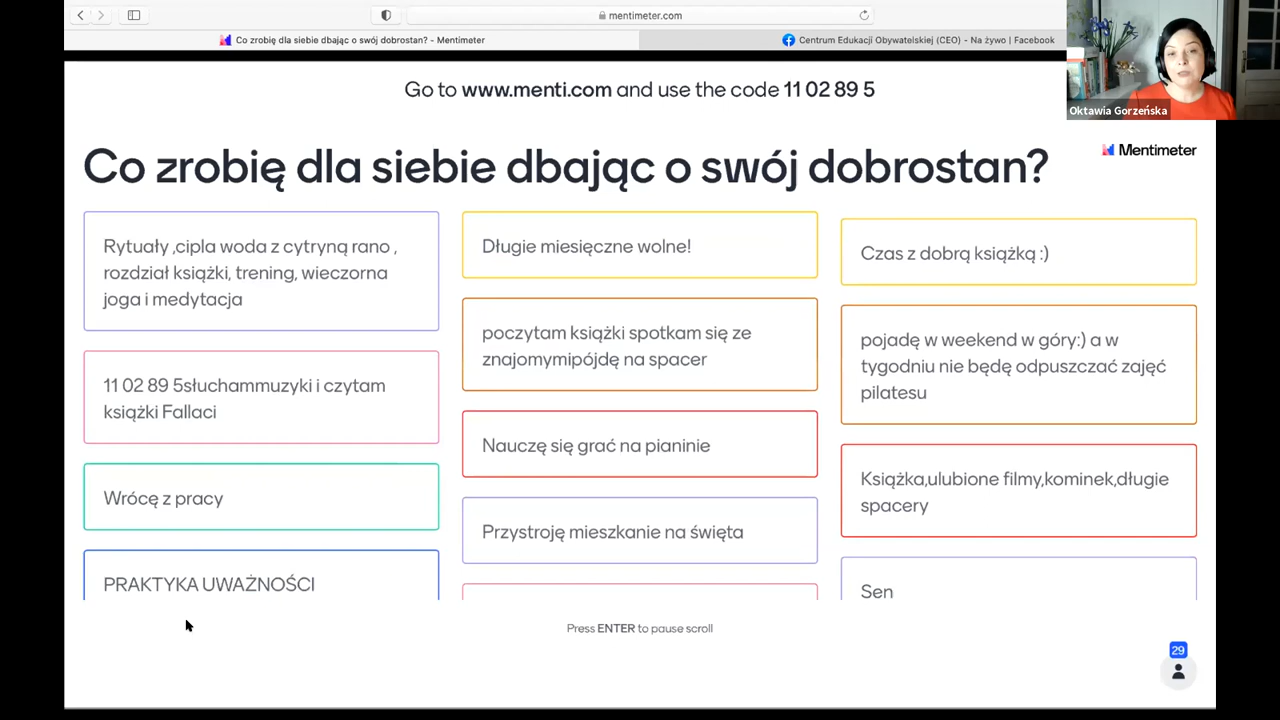 mentimeter.com
Co zrobię dla siebie dbając o swój dobrostan? - Mentimeter
Centrum Edukacji Obywatelskiej (CEO) - Na żywo | Facebook
Oktawia Gorzeńska
Go to www.menti.com and use the code 11 02 89 5
Co zrobię dla siebie dbając o swój dobrostan?
Mentimeter
Rytuały ,cipla woda z cytryną rano ,
rozdział książki, trening, wieczorna
joga i medytacja
11 02 89 5słuchammuzyki i czytam
książki Fallaci
Wrócę z pracy
PRAKTYKA UWAŻNOŚCI
Długie miesięczne wolne!
poczytam książki spotkam się ze
znajomymipójdę na spacer
Nauczę się grać na pianinie
Przystroję mieszkanie na święta
Czas z dobrą książką :)
pojadę w weekend w góry:) a w
tygodniu nie będę odpuszczać zajęć
pilatesu
Książka,ulubione filmy,kominek,długie
spacery
Sen
Press ENTER to pause scroll
29